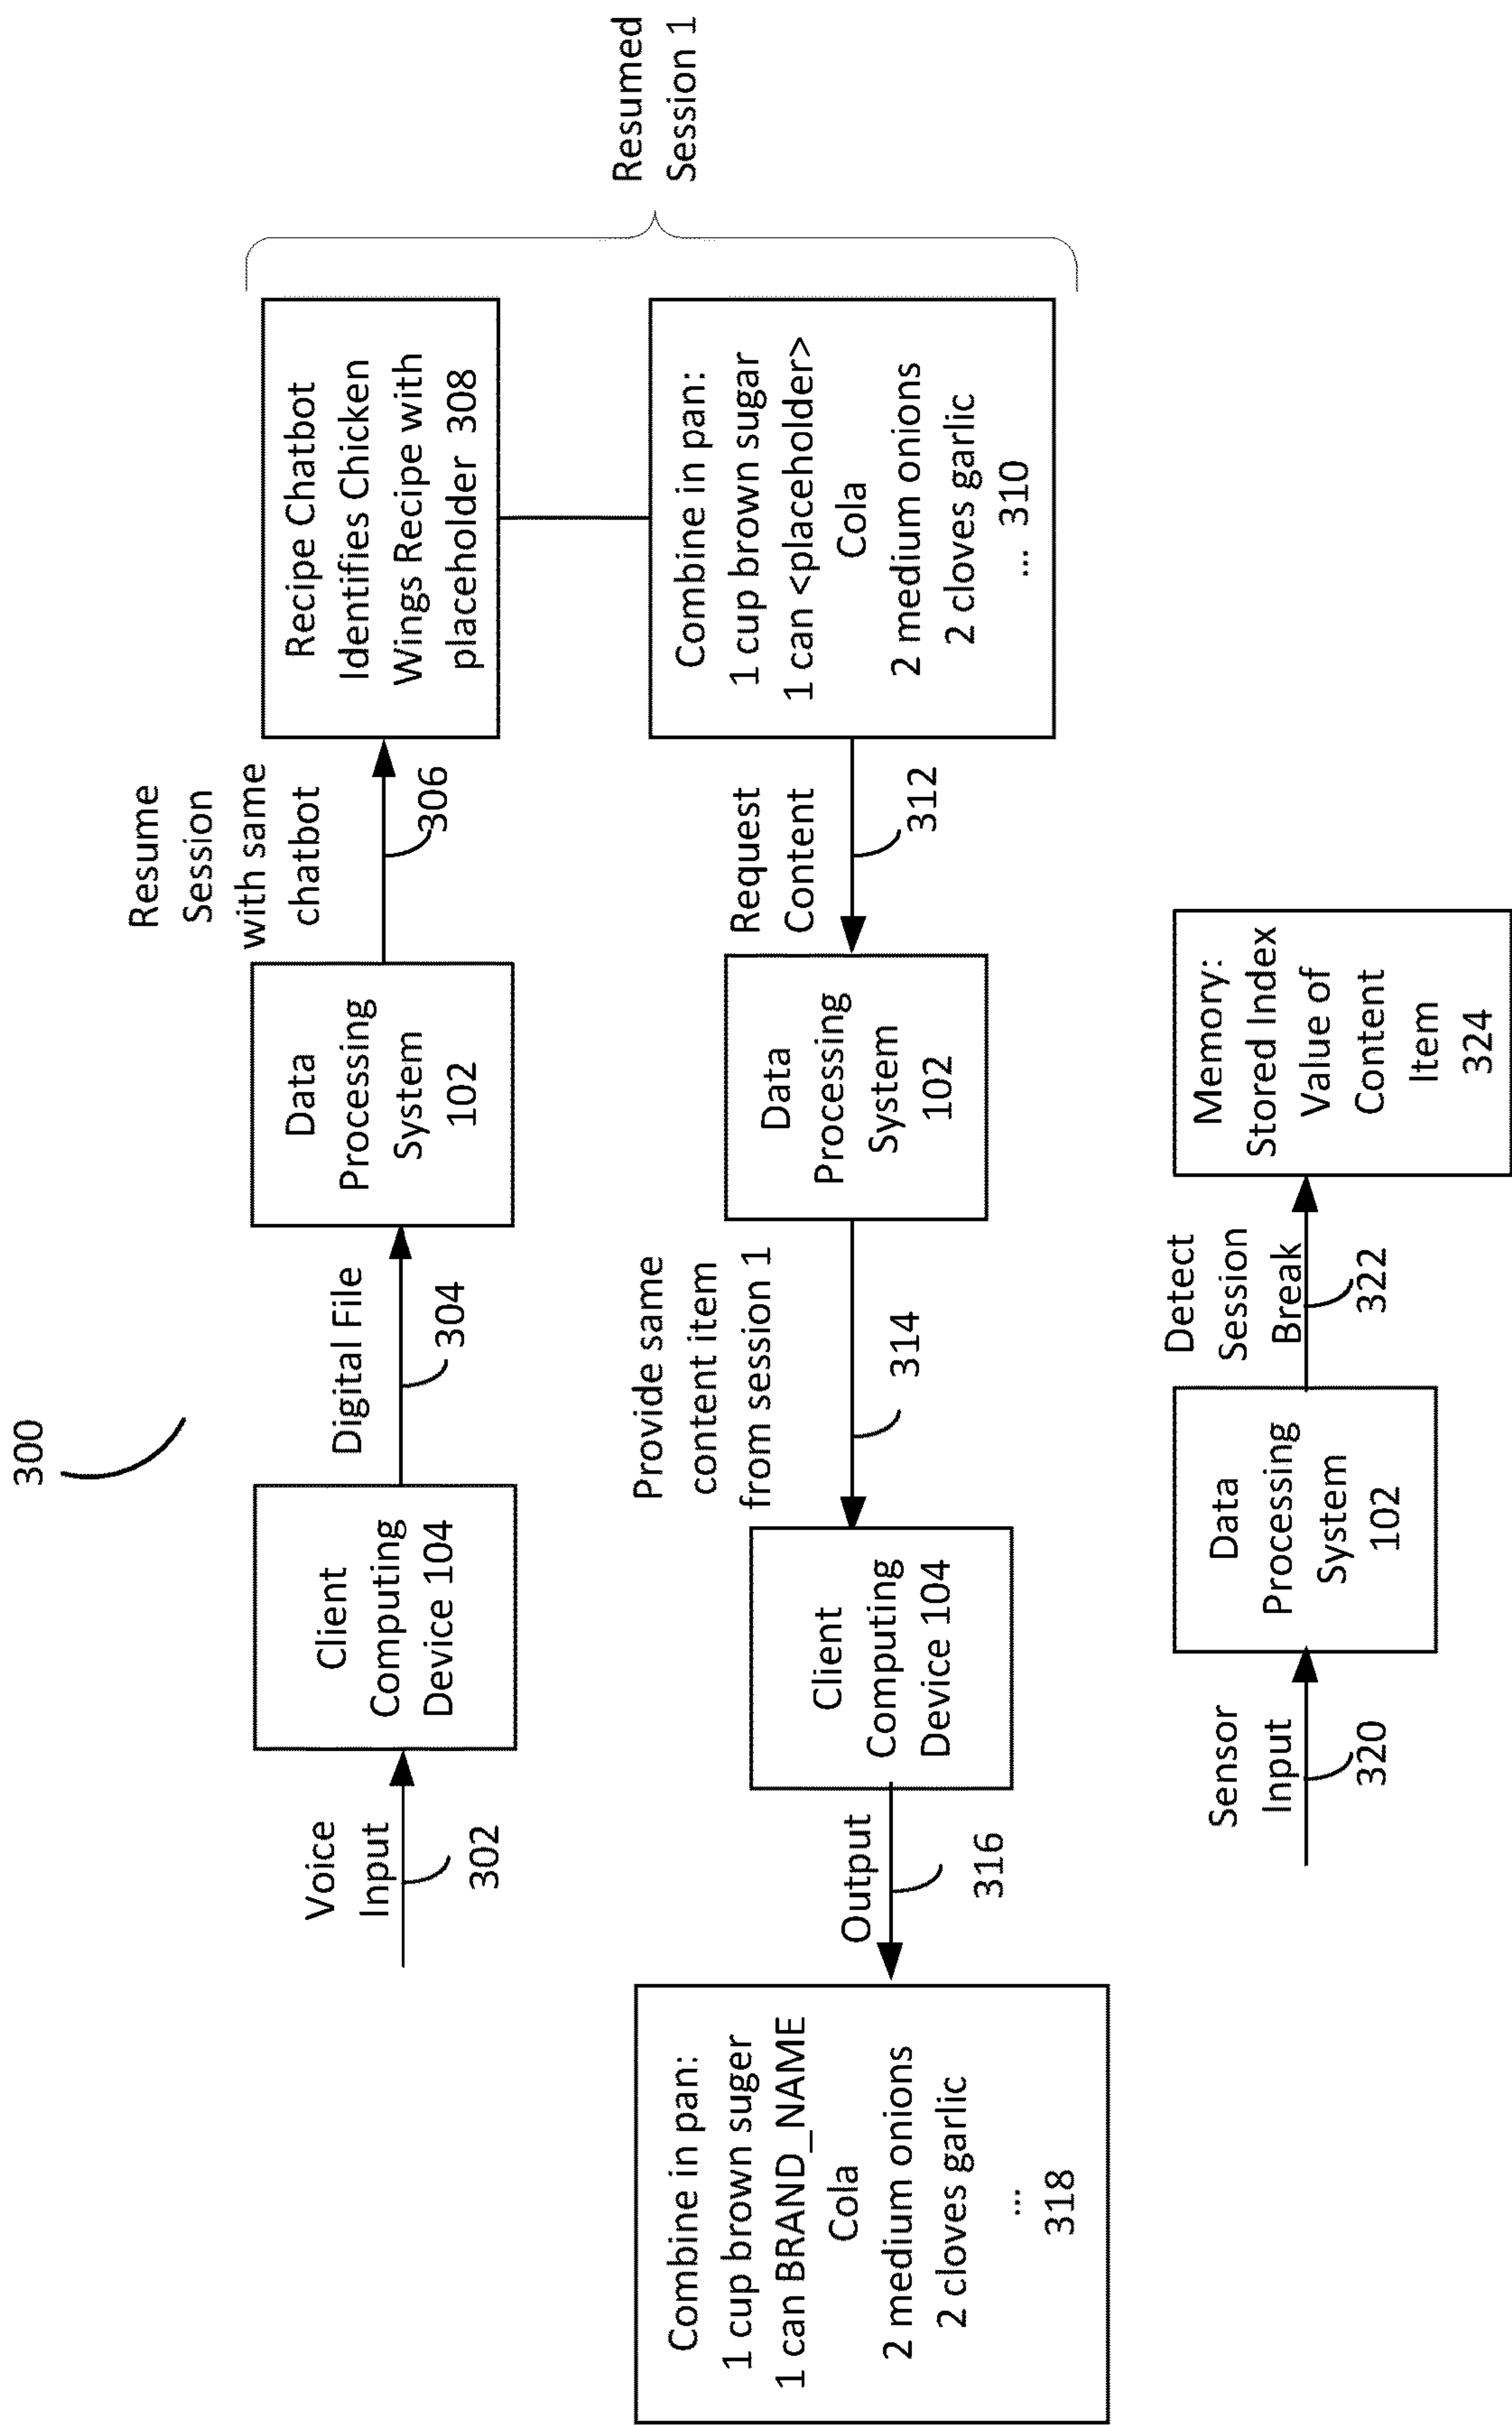 300
Voice
Input
302
Client
Computing
Device 104
Digital File
304
Data
Processing
System
102
Resume
Session
with same
chatbot
306
Recipe Chatbot
Identifies Chicken
Wings Recipe with
placeholder 308
Resumed
Session 1
Combine in pan:
1 cup brown sugar
1 can <placeholder>
Cola
2 medium onions
2 cloves garlic
... 310
Request
Content
312
Data
Processing
System
102
Provide same
content item
from session 1
314
Client
Computing
Device 104
Output
316
Combine in pan:
1 cup brown suger
1 can BRAND_NAME
Cola
2 medium onions
2 cloves garlic
...
318
Sensor
Input
320
Data
Processing
System
102
Detect
Session
Break
322
Memory:
Stored Index
Value of
Content
Item
324